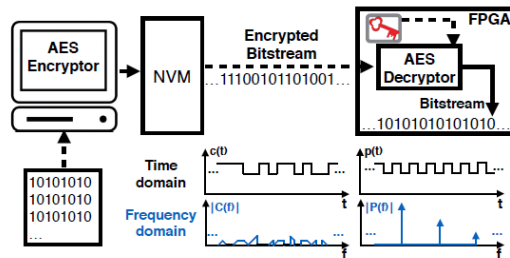 AES
Encryptor
NVM
Encrypted
Bitstream
...11100101101001...
FPGA
AES
Decryptor
Bitstream
...10101010101010...
10101010
10101010
10101010
...
Time
domain
c(t)
...
...
t
p(t)
...
...
t
Frequency
domain
|C(f)|
...
...
f
|P(f)|
...
f